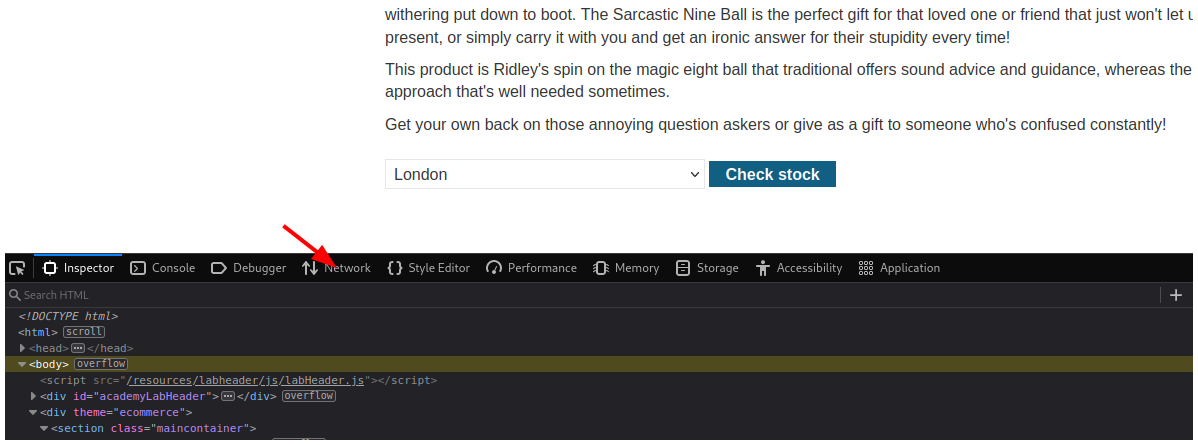 withering put down to boot. The Sarcastic Nine Ball is the perfect gift for that loved one or friend that just won't let
present, or simply carry it with you and get an ironic answer for their stupidity every time!
This product is Ridley's spin on the magic eight ball that traditional offers sound advice and guidance, whereas the
approach that's well needed sometimes.
Get your own back on those annoying question askers or give as a gift to someone who's confused constantly!
London Check stock
Inspector Console Debugger Network Style Editor Performance Memory Storage Accessibility Application
Search HTML
<!DOCTYPE html>
<html> scroll
<head> ••• </head>
<body> overflow
<script src="/resources/labheader/js/labHeader.js"></script>
<div id="academyLabHeader"> ••• </div> overflow
<div theme="ecommerce">
<section class="maincontainer">